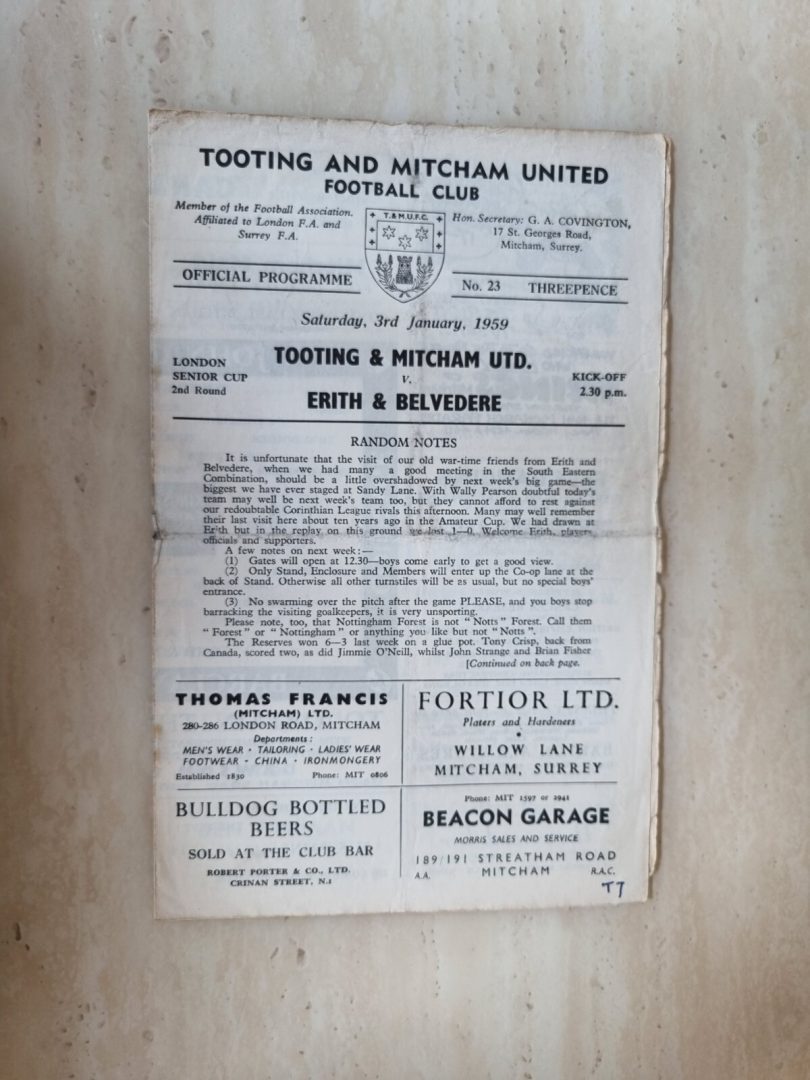 TOOTING AND MITCHAM UNITED
FOOTBALL CLUB
Member of the Football Association.
Affiliated to London F.A. and
Surrey F.A.
T. & M.U.F.C.
Hon. Secretary: G. A. COVINGTON,
17 St. Georges Road,
Mitcham, Surrey.
OFFICIAL PROGRAMME
No. 23 THREEPENCE
Saturday, 3rd January, 1959
LONDON
SENIOR CUP
2nd Round
TOOTING & MITCHAM UTD.
v.
ERITH & BELVEDERE
KICK-OFF
2.30 p.m.
RANDOM NOTES
It is unfortunate that the visit of our old war-time friends from Erith and
Belvedere, when we had many a good meeting in the South Eastern
Combination, should be a little overshadowed by next week's big game—the
biggest we have ever staged at Sandy Lane. With Wally Pearson doubtful today's
team may well be next week's team too, but they cannot afford to rest against
our redoubtable Corinthian League rivals this afternoon. Many may well remember
their last visit here about ten years ago in the Amateur Cup. We had drawn at
Erith but in the replay on this ground we lost 1—0. Welcome Erith, players,
officials and supporters.
A few notes on next week:—
(1) Gates will open at 12.30—boys come early to get a good view.
(2) Only Stand, Enclosure and Members will enter up the Co-op lane at the
back of Stand. Otherwise all other turnstiles will be as usual, but no special boys'
entrance.
(3) No swarming over the pitch after the game PLEASE, and you boys stop
barracking the visiting goalkeepers, it is very unsporting.
Please note, too, that Nottingham Forest is not "Notts" Forest. Call them
"Forest" or "Nottingham" or anything you like but not "Notts".
The Reserves won 6—3 last week on a glue pot. Tony Crisp, back from
Canada, scored two, as did Jimmie O'Neill, whilst John Strange and Brian Fisher
[Continued on back page.
THOMAS FRANCIS
(MITCHAM) LTD.
280-286 LONDON ROAD, MITCHAM
Departments:
MEN'S WEAR · TAILORING · LADIES' WEAR
FOOTWEAR · CHINA · IRONMONGERY
Established 1830 Phone: MIT 0806
FORTIOR LTD.
Platers and Hardeners
WILLOW LANE
MITCHAM, SURREY
BULLDOG BOTTLED
BEERS
SOLD AT THE CLUB BAR
ROBERT PORTER & CO., LTD.
CRINAN STREET, N.1
Phone: MIT 1597 or 2941
BEACON GARAGE
MORRIS SALES AND SERVICE
189/191 STREATHAM ROAD
A.A. MITCHAM R.A.C.
T7